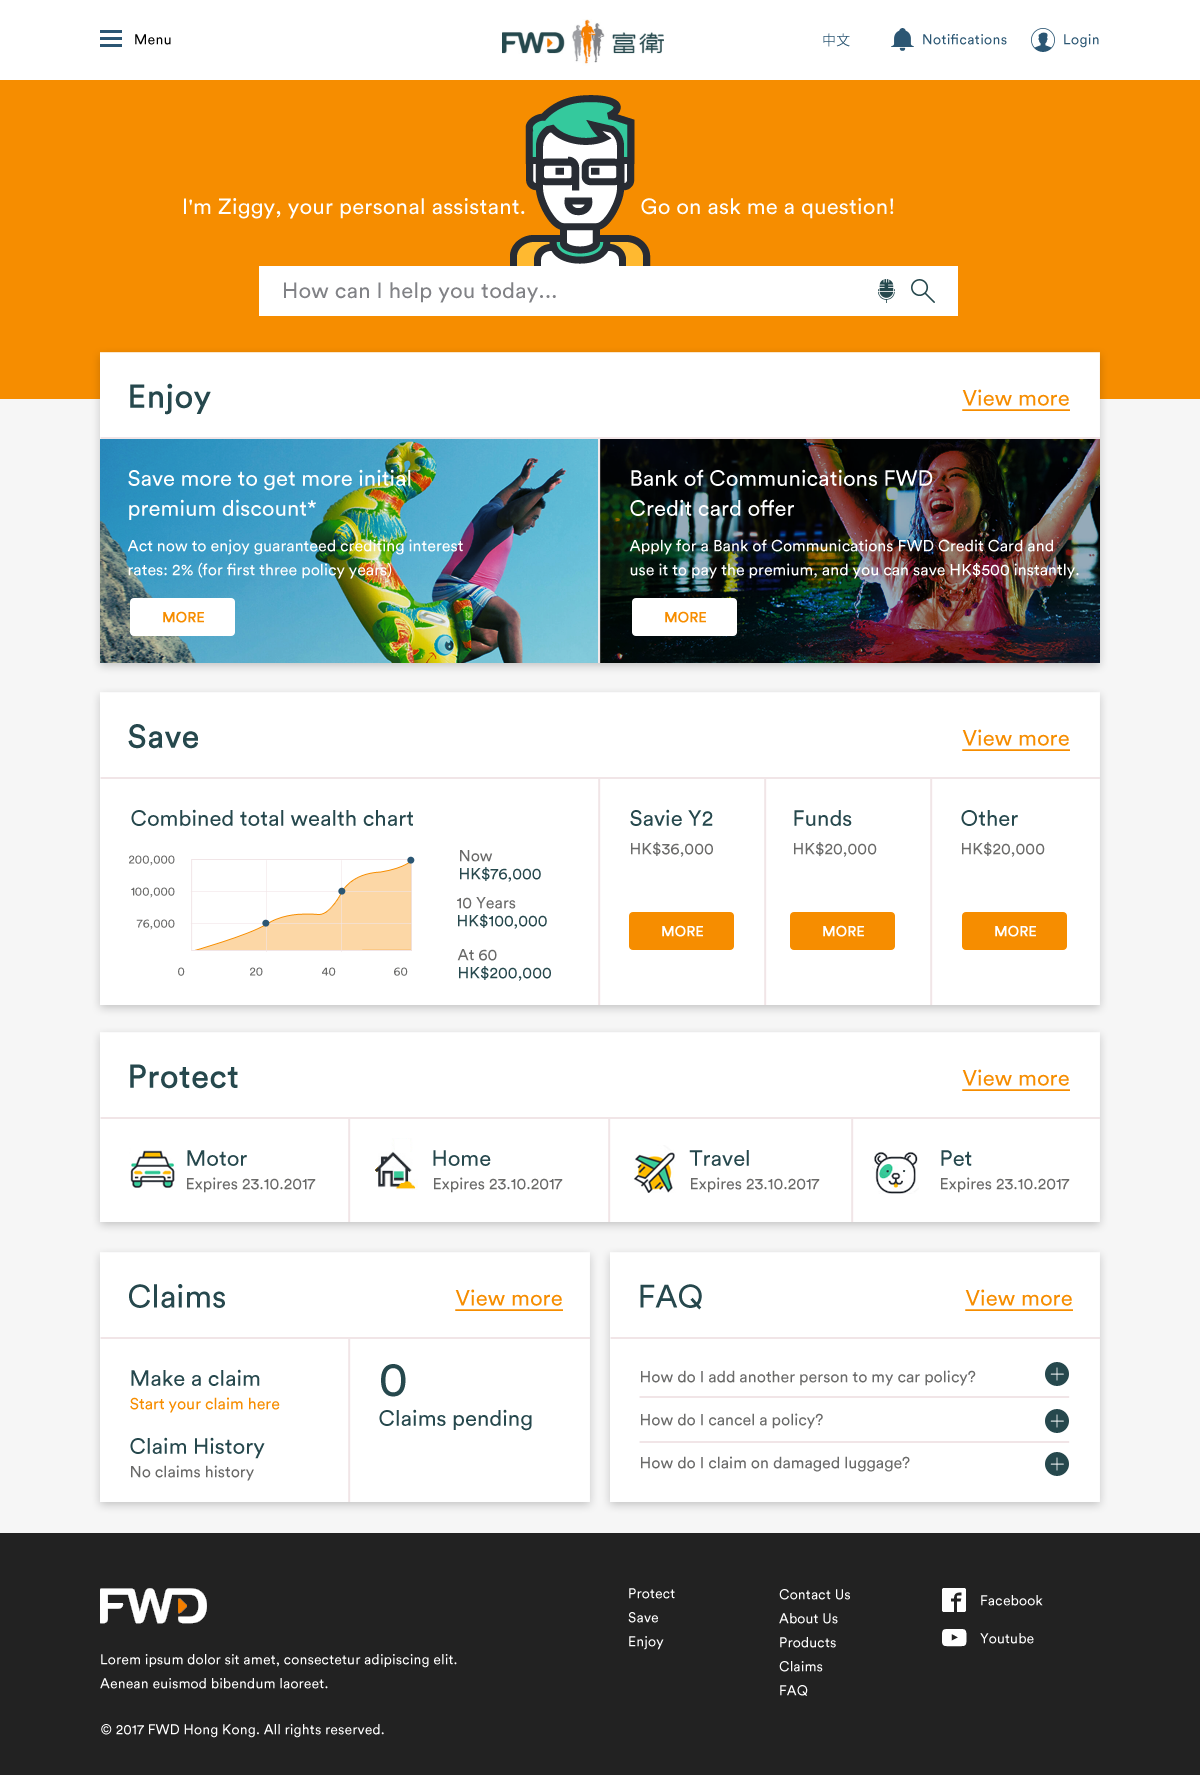 Menu
FWD 富衛
中文
Notifications
Login
I'm Ziggy, your personal assistant.
Go on ask me a question!
How can I help you today...
Enjoy
View more
Save more to get more initial
premium discount*
Act now to enjoy guaranteed crediting interest
rates: 2% (for first three policy years)
MORE
Bank of Communications FWD
Credit card offer
Apply for a Bank of Communications FWD Credit Card and
use it to pay the premium, and you can save HK$500 instantly.
MORE
Save
View more
Combined total wealth chart
200,000
100,000
76,000
0
20
40
60
Now
HK$76,000
10 Years
HK$100,000
At 60
HK$200,000
Savie Y2
HK$36,000
MORE
Funds
HK$20,000
MORE
Other
HK$20,000
MORE
Protect
View more
Motor
Expires 23.10.2017
Home
Expires 23.10.2017
Travel
Expires 23.10.2017
Pet
Expires 23.10.2017
Claims
View more
Make a claim
Start your claim here
Claim History
No claims history
0
Claims pending
FAQ
View more
How do I add another person to my car policy?
How do I cancel a policy?
How do I claim on damaged luggage?
FWD
Lorem ipsum dolor sit amet, consectetur adipiscing elit.
Aenean euismod bibendum laoreet.
© 2017 FWD Hong Kong. All rights reserved.
Protect
Save
Enjoy
Contact Us
About Us
Products
Claims
FAQ
Facebook
Youtube